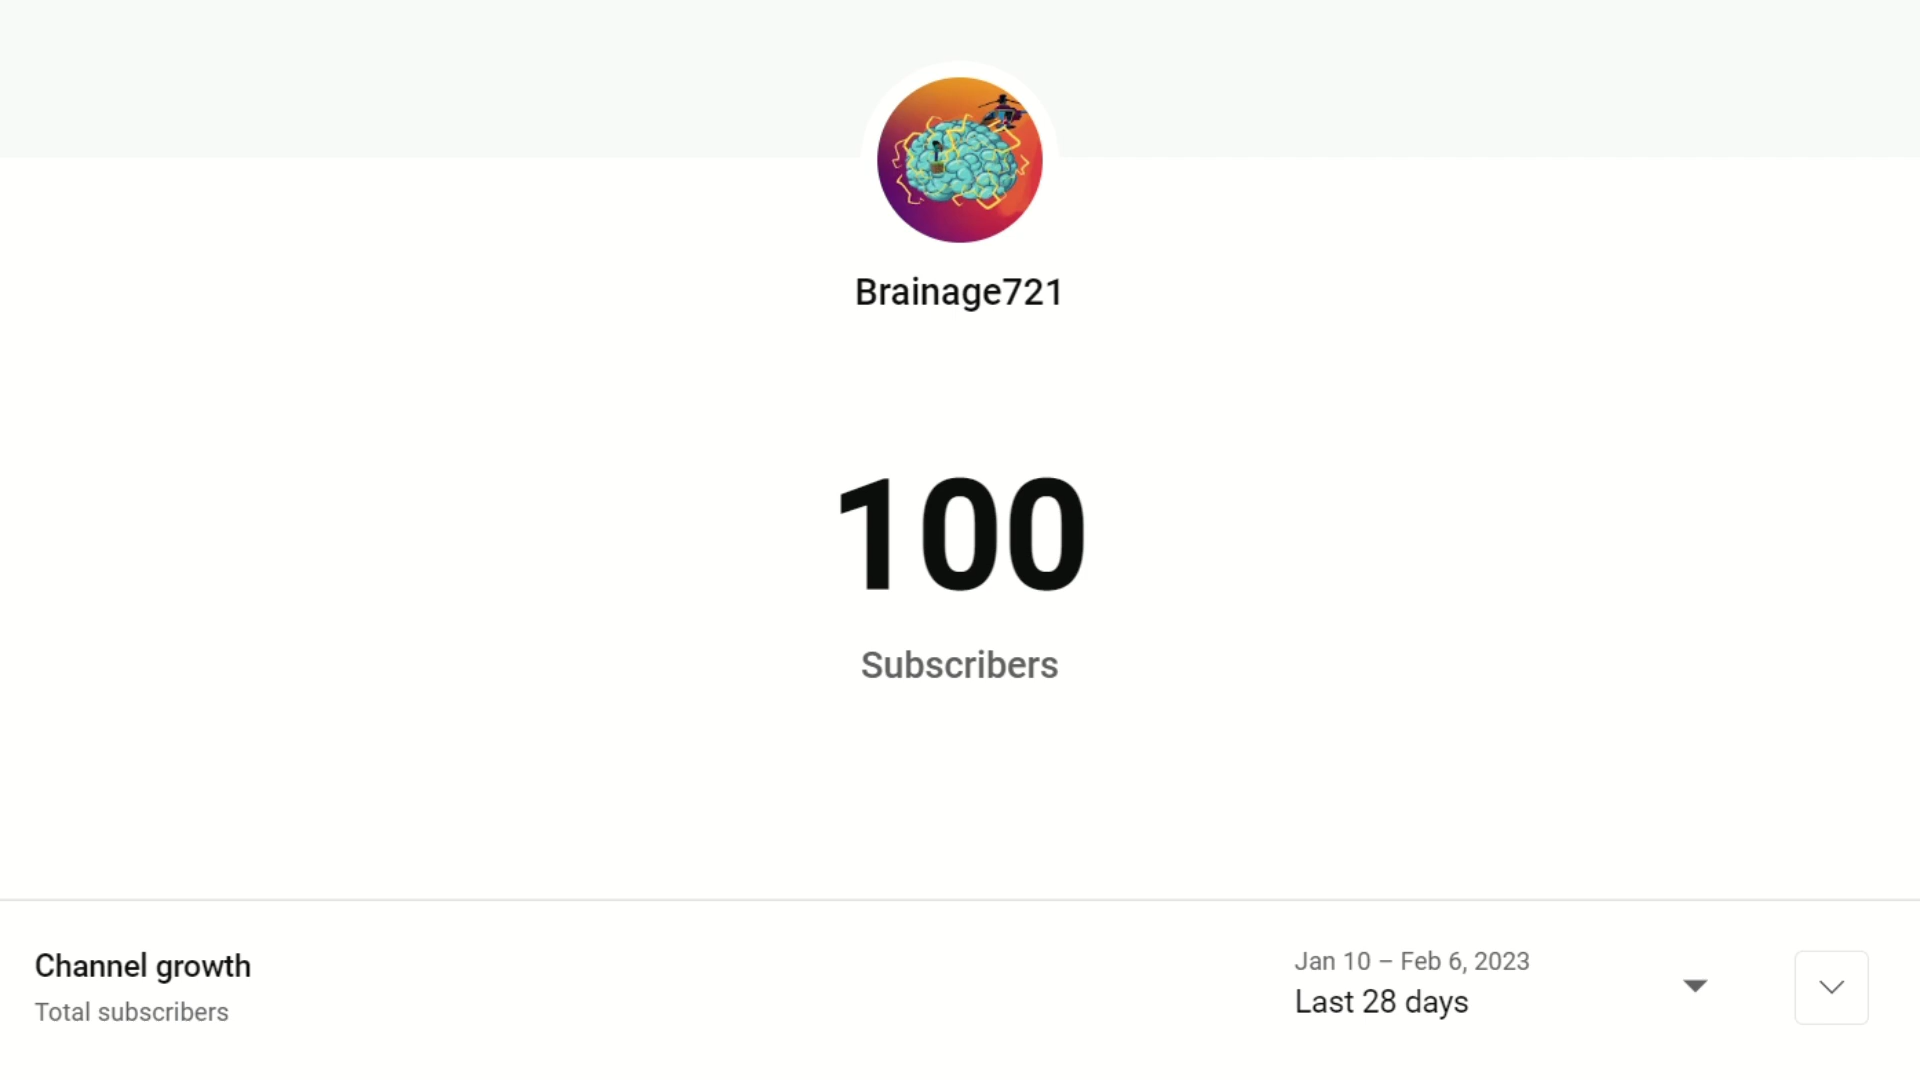 Brainage721
100
Subscribers
Channel growth
Total subscribers
Jan 10 – Feb 6, 2023
Last 28 days